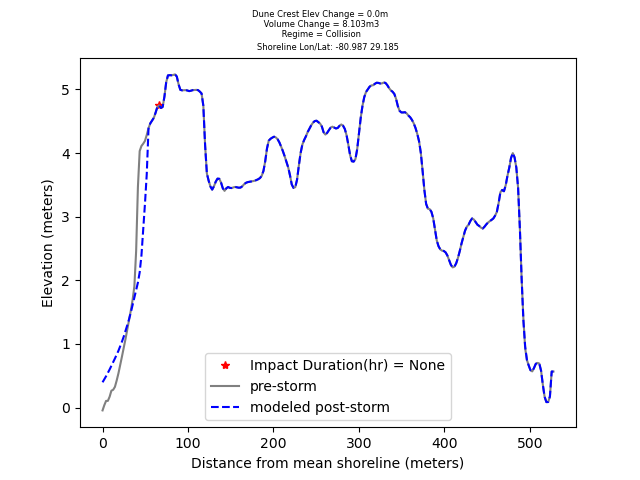 Dune Crest Elev Change = 0.0m
Volume Change = 8.103m3
Regime = Collision
Shoreline Lon/Lat: -80.987 29.185
Elevation (meters)
5
4
3
2
1
0
Impact Duration(hr) = None
pre-storm
modeled post-storm
0 100 200 300 400 500
Distance from mean shoreline (meters)